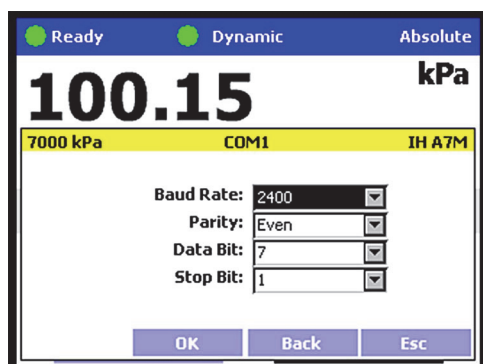 Ready Dynamic Absolute
100.15 kPa
7000 kPa COM1 IH A7M
Baud Rate: 2400
Parity: Even
Data Bit: 7
Stop Bit: 1
OK Back Esc